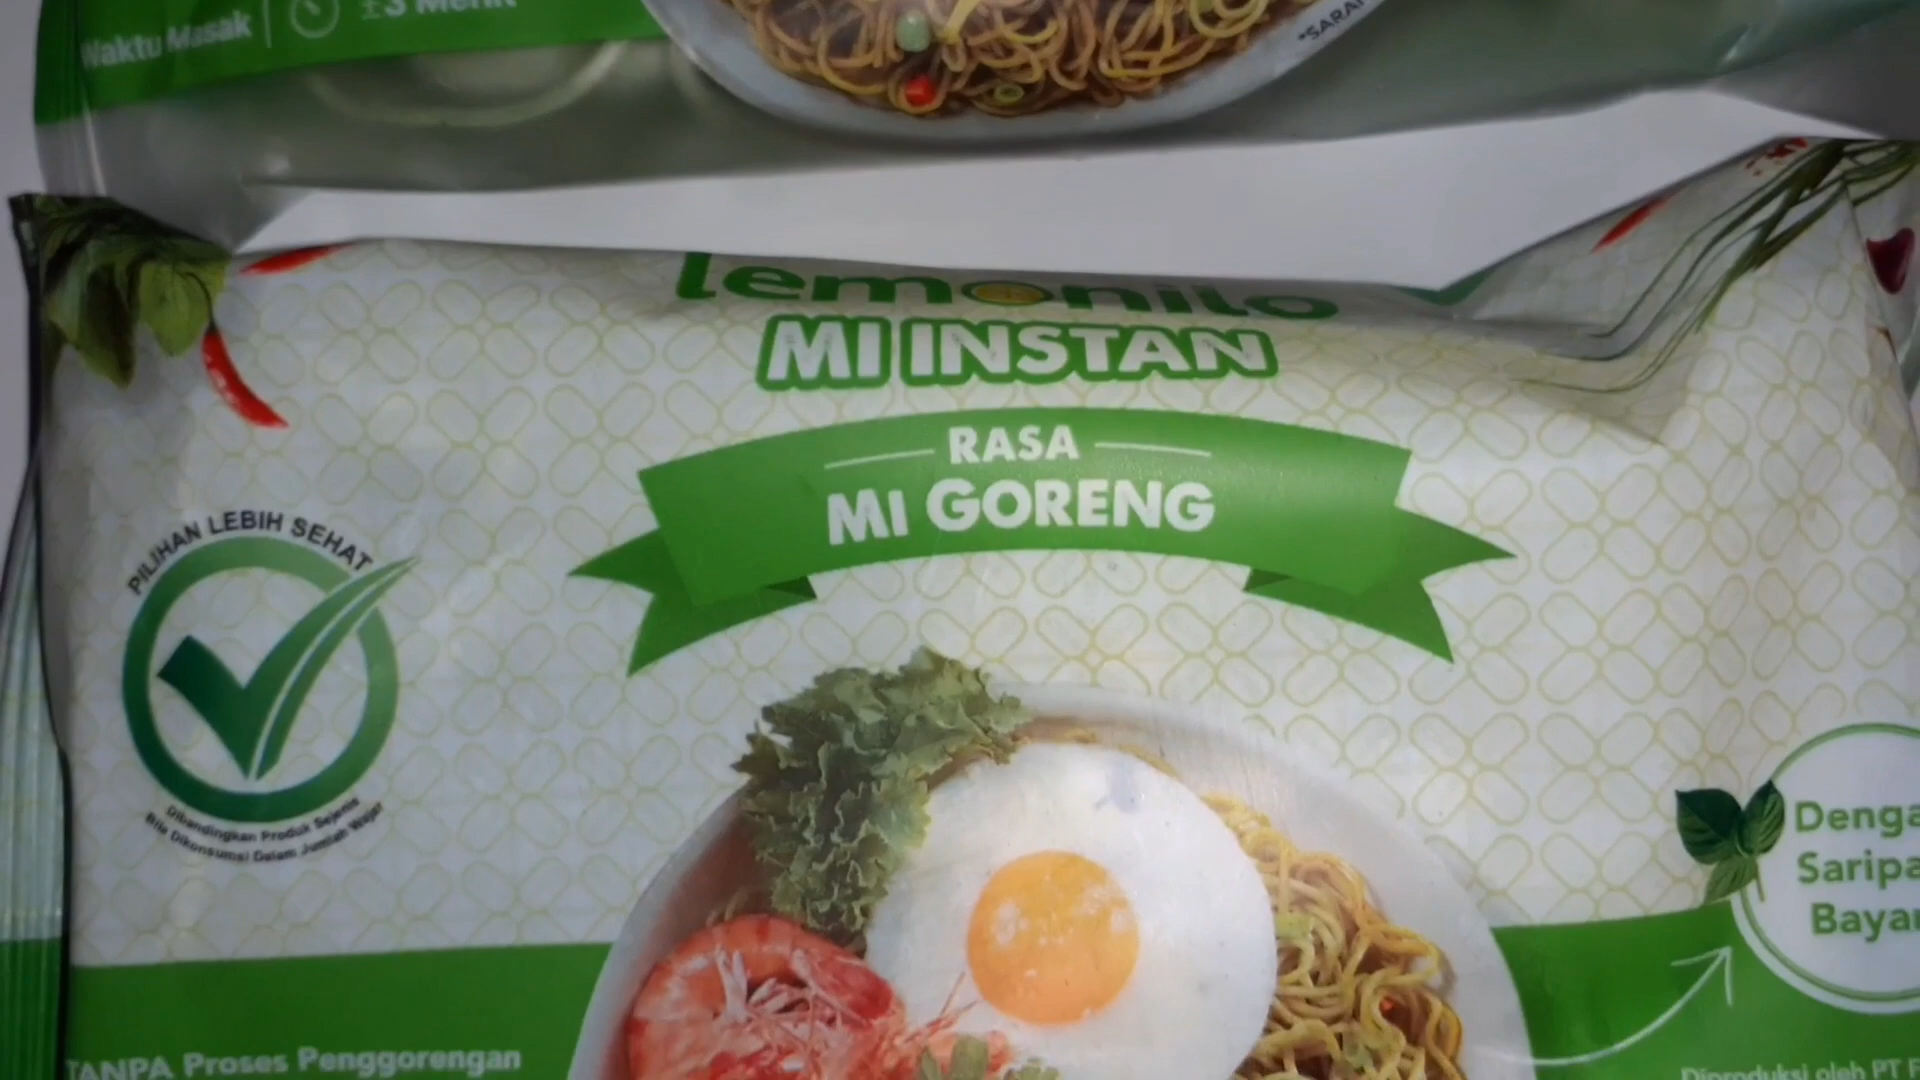 Waktu Masak
±3 Menit
lemonilo
MI INSTAN
RASA
MI GORENG
PILIHAN LEBIH SEHAT
Dibandingkan Produk Sejenis
Bila Dikonsumsi Dalam Jumlah Wajar
Denga
Saripa
Bayar
TANPA Proses Penggorengan
Diproduksi oleh PT